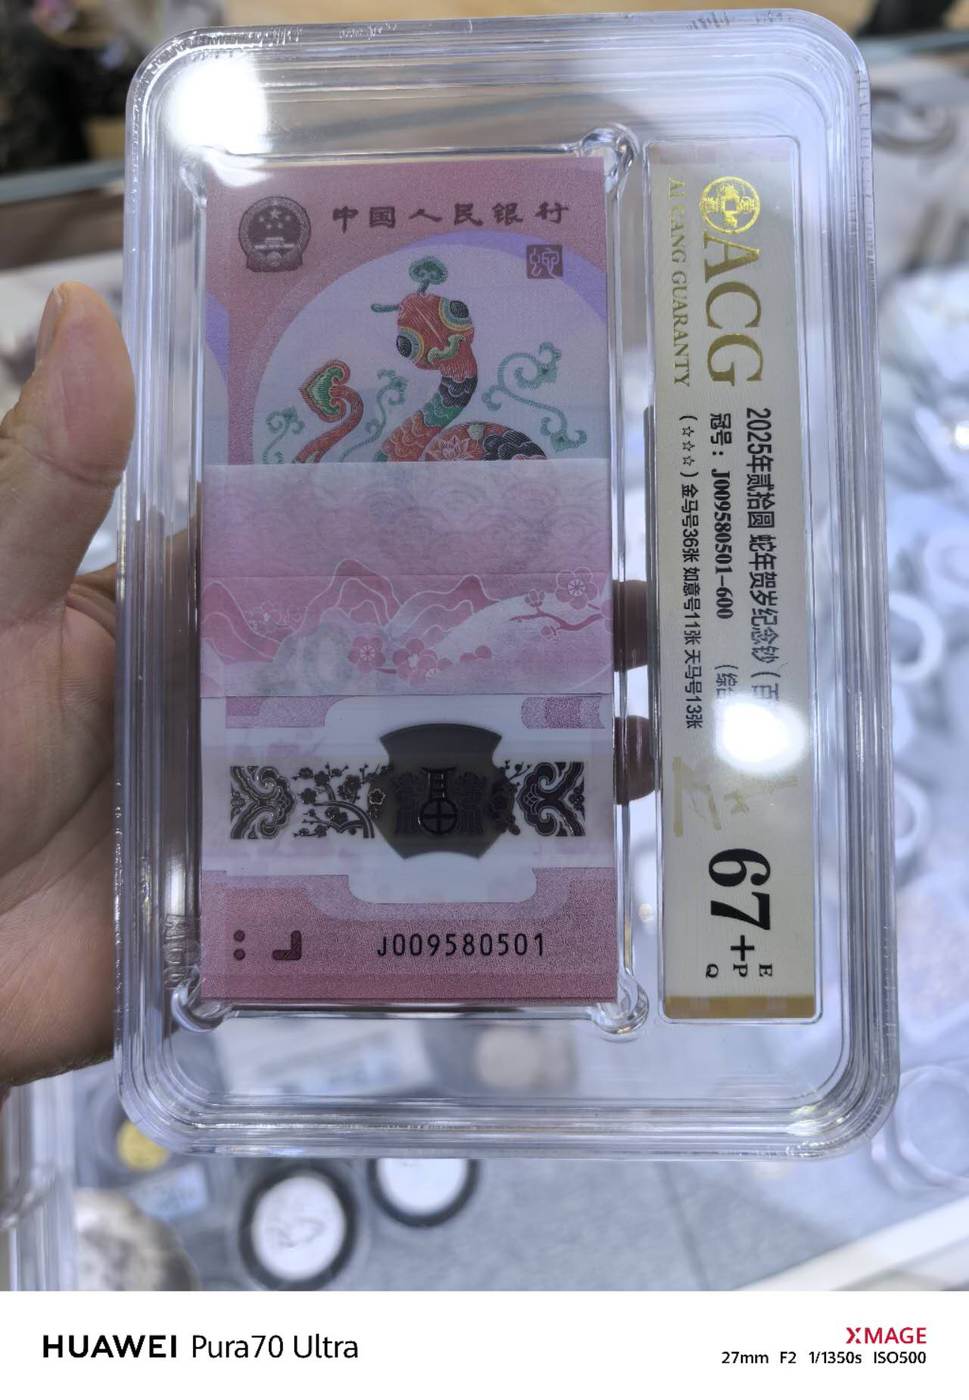 中国人民银行
J009580501
ACG
AI CANG GUARANTY
2025年贰拾圆 蛇年贺岁纪念钞 (百
冠号：J009580501-600 (综合
(☆☆☆) 金马号36张 如意号11张 天马号13张
67+
E
P
Q
HUAWEI Pura70 Ultra
XMAGE
27mm F2 1/1350s ISO500